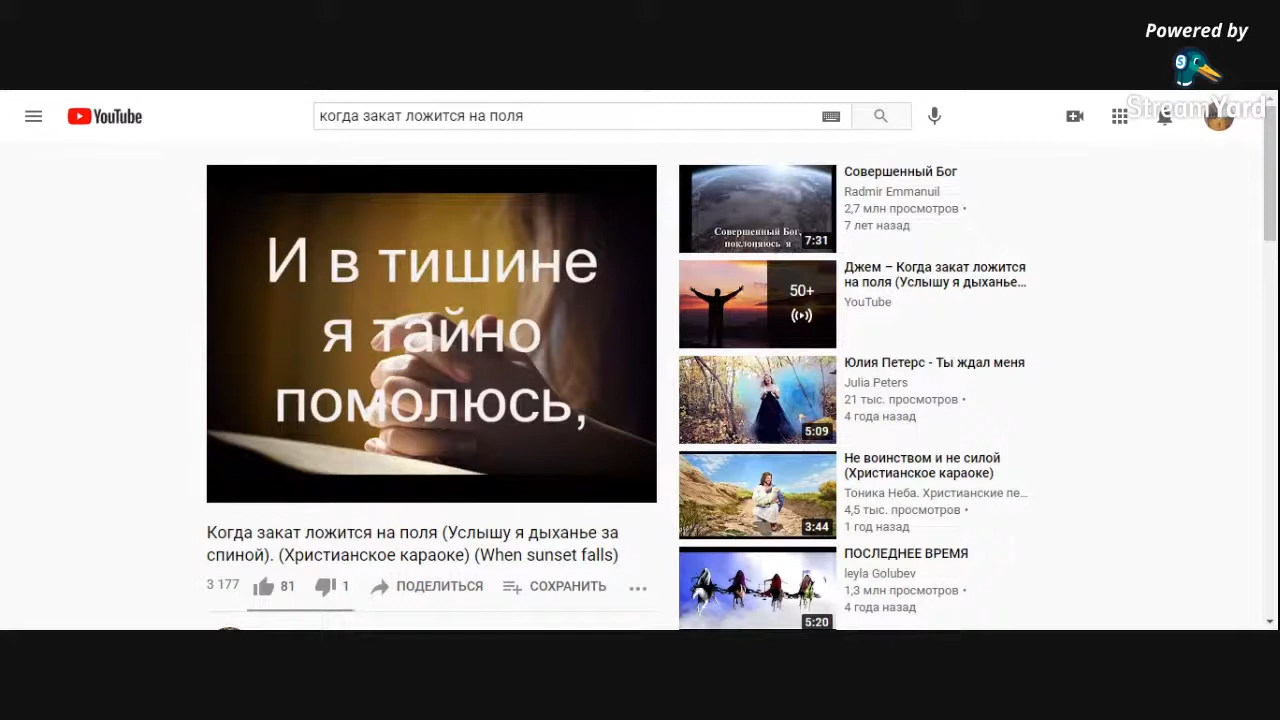 Powered by
StreamYard
YouTube
когда закат ложится на поля
И в тишине
я тайно
помолюсь,
Когда закат ложится на поля (Услышу я дыханье за
спиной). (Христианское караоке) (When sunset falls)
3 177
81
1
ПОДЕЛИТЬСЯ
СОХРАНИТЬ
Совершенный Бог,
поклоняюсь я
7:31
Совершенный Бог
Radmir Emmanuil
2,7 млн просмотров •
7 лет назад
50+
Джем – Когда закат ложится
на поля (Услышу я дыханье...
YouTube
5:09
Юлия Петерс - Ты ждал меня
Julia Peters
21 тыс. просмотров •
4 года назад
3:44
Не воинством и не силой
(Христианское караоке)
Тоника Неба. Христианские пе...
4,5 тыс. просмотров •
1 год назад
5:20
ПОСЛЕДНЕЕ ВРЕМЯ
leyla Golubev
1,3 млн просмотров •
4 года назад